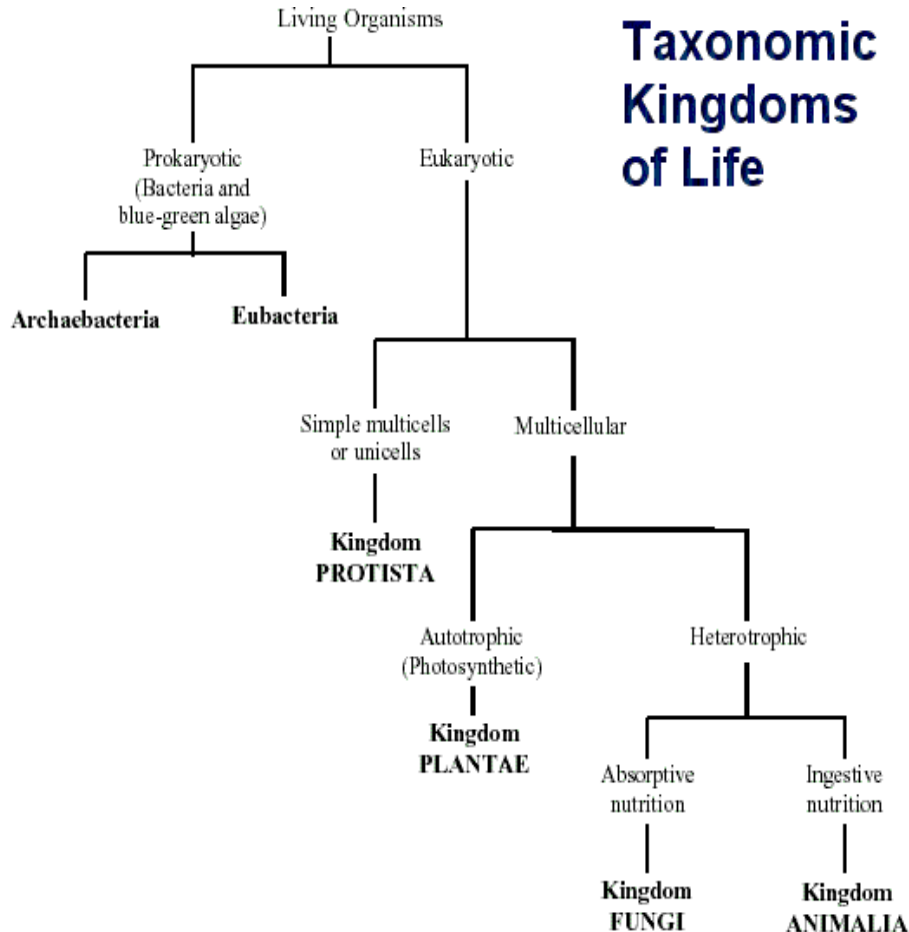 Living Organisms
Taxonomic
Kingdoms
of Life
Prokaryotic
(Bacteria and
blue-green algae)
Eukaryotic
Archaebacteria
Eubacteria
Simple multicells
or unicells
Multicellular
Kingdom
PROTISTA
Autotrophic
(Photosynthetic)
Heterotrophic
Kingdom
PLANTAE
Absorptive
nutrition
Ingestive
nutrition
Kingdom
FUNGI
Kingdom
ANIMALIA